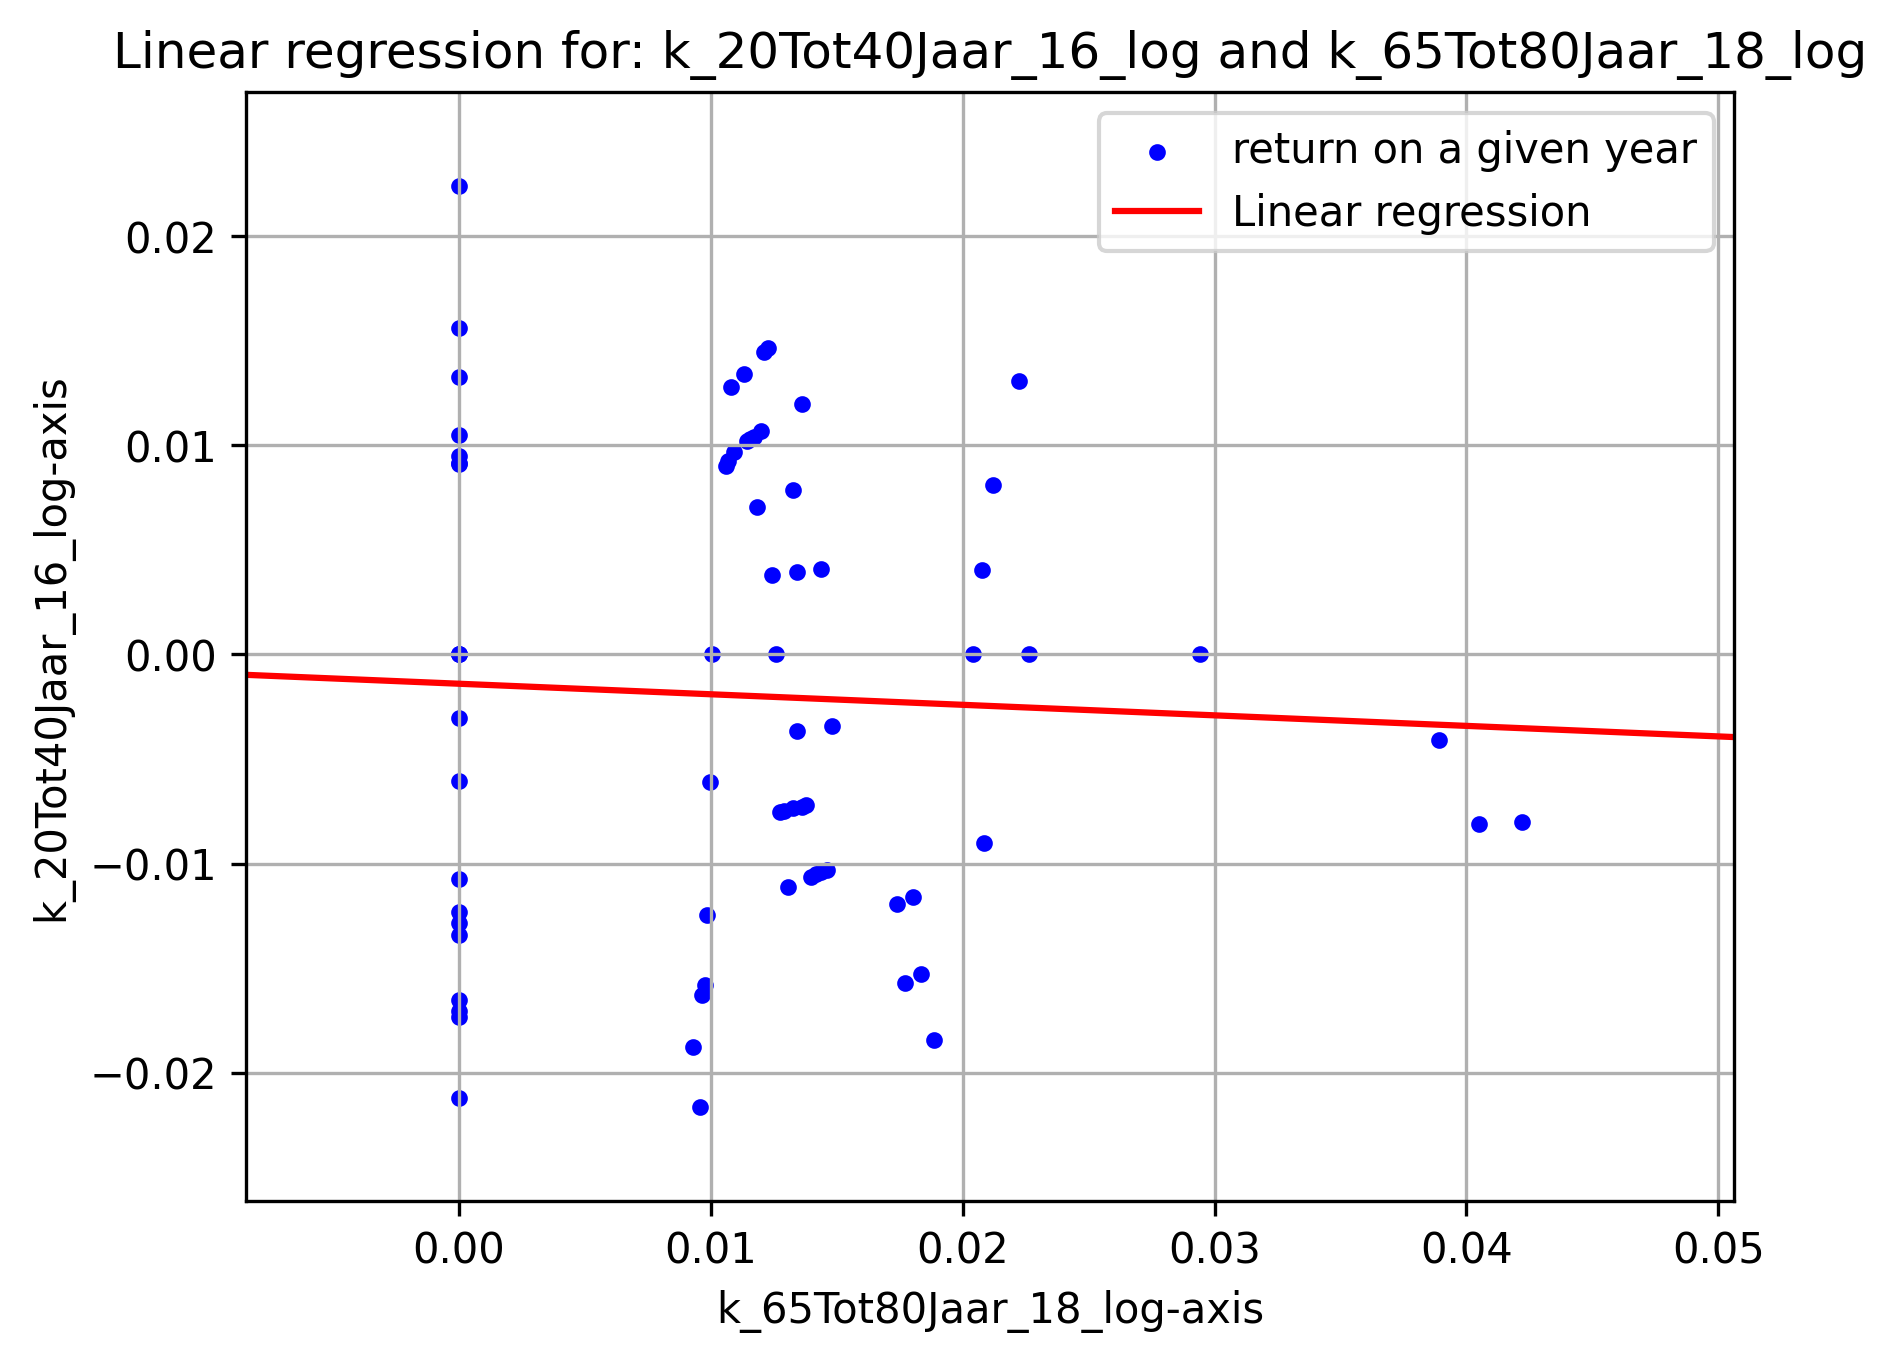 Linear regression for: k_20Tot40Jaar_16_log and k_65Tot80Jaar_18_log
return on a given year
Linear regression
k_20Tot40Jaar_16_log-axis
0.02
0.01
0.00
−0.01
−0.02
0.00 0.01 0.02 0.03 0.04 0.05
k_65Tot80Jaar_18_log-axis